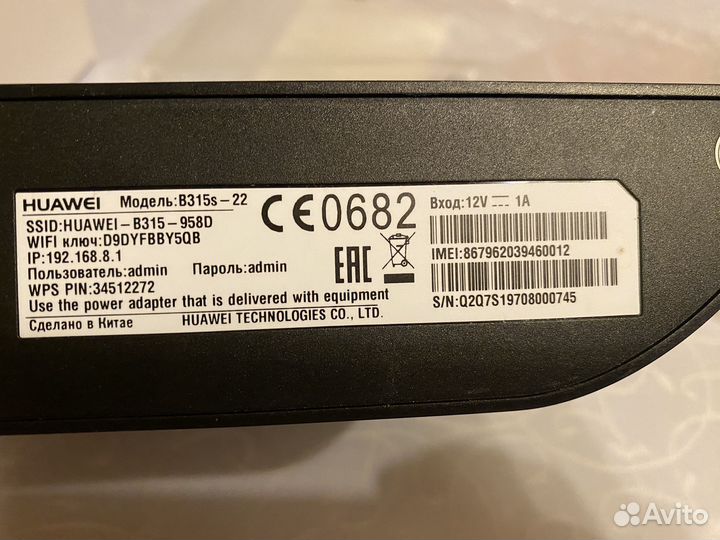 HUAWEI Модель:B315s-22
SSID:HUAWEI-B315-958D
WIFI ключ:D9DYFBBY5QB
IP:192.168.8.1
Пользователь:admin Пароль:admin
WPS PIN:34512272
Use the power adapter that is delivered with equipment
Сделано в Китае HUAWEI TECHNOLOGIES CO., LTD.
CE0682
EAC
Вход:12V ⎓ 1A
IMEI:867962039460012
S/N:Q2Q7S19708000745
Avito